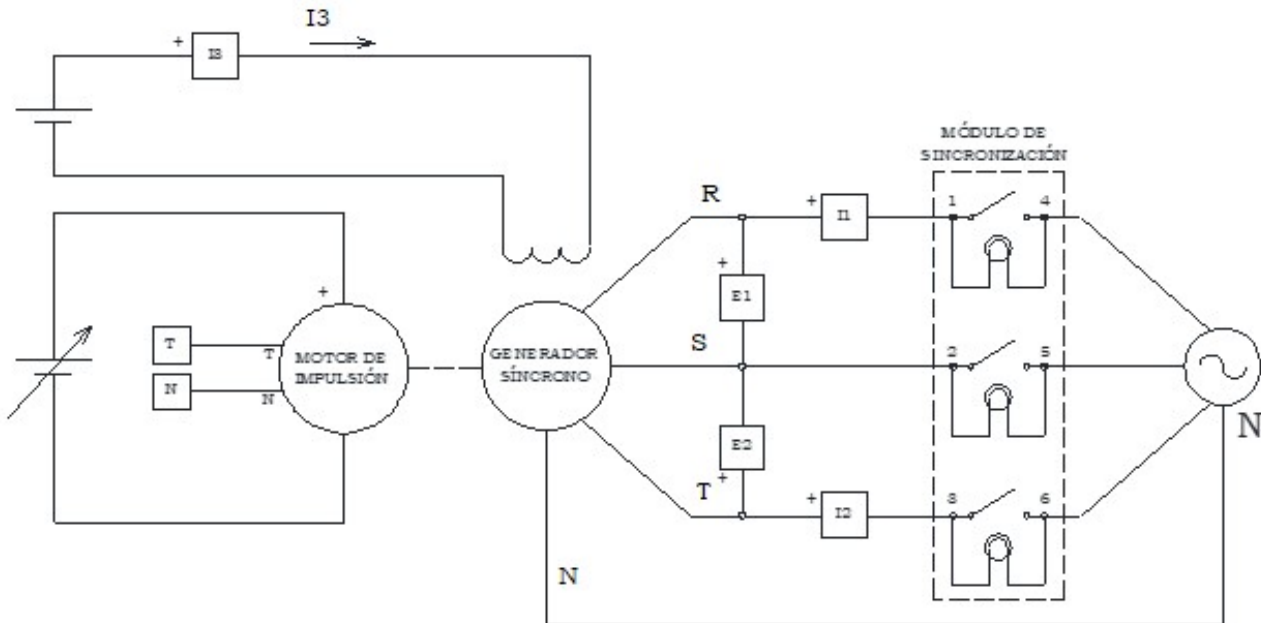 I3
+
I3
MÓDULO DE
SINCRONIZACIÓN
R
+
I1
1
4
+
+
E1
T
T
MOTOR DE
IMPULSIÓN
GENERADOR
SÍNCRONO
S
2
5
N
N
N
E2
+
T
+
I2
3
6
N